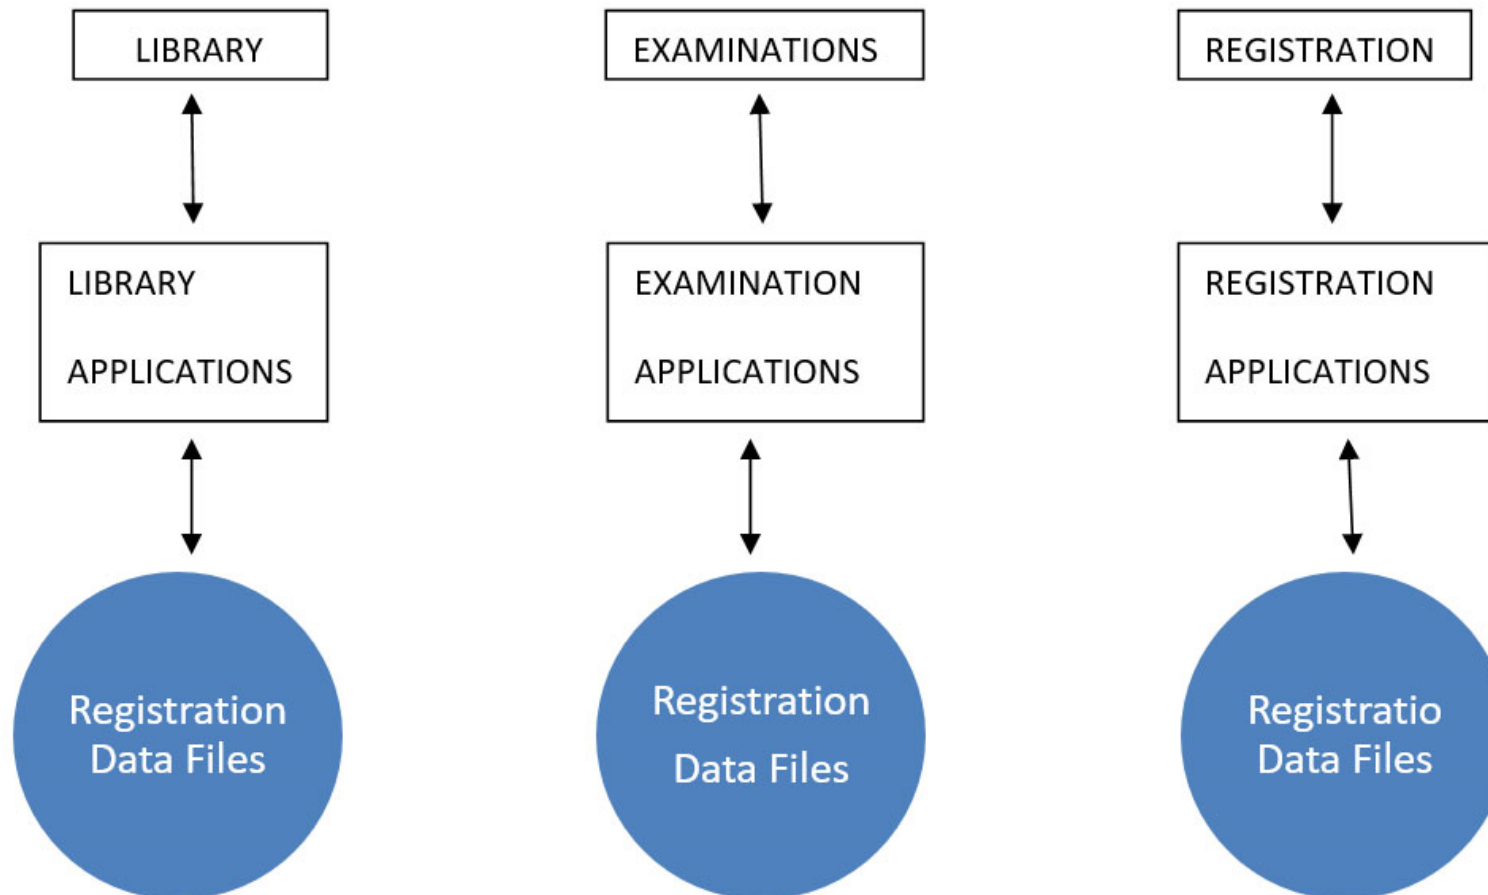 LIBRARY
EXAMINATIONS
REGISTRATION
LIBRARY
APPLICATIONS
EXAMINATION
APPLICATIONS
REGISTRATION
APPLICATIONS
Registration
Data Files
Registration
Data Files
Registratio
Data Files